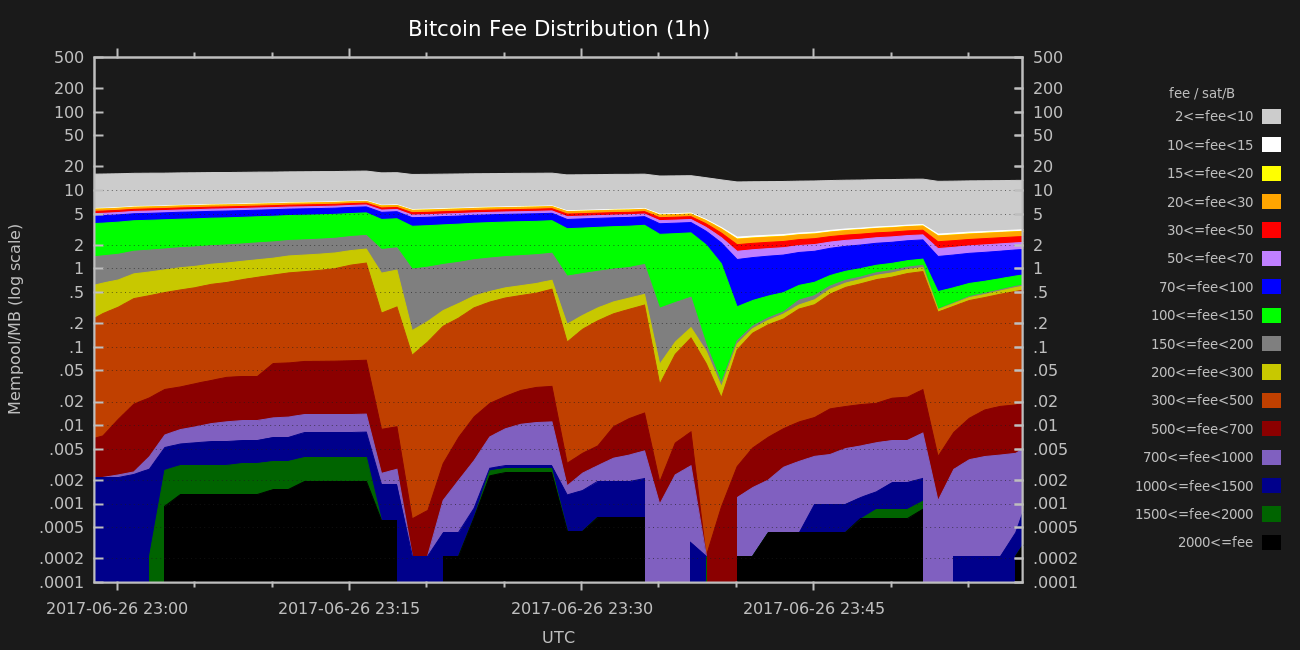 Bitcoin Fee Distribution (1h)
500 500
200 200
100 100
50 50
20 20
10 10
5 5
2 2
1 1
.5 .5
.2 .2
.1 .1
.05 .05
.02 .02
.01 .01
.005 .005
.002 .002
.001 .001
.0005 .0005
.0002 .0002
.0001 .0001
Mempool/MB (log scale)
2017-06-26 23:00 2017-06-26 23:15 2017-06-26 23:30 2017-06-26 23:45
UTC
fee / sat/B
2<=fee<10
10<=fee<15
15<=fee<20
20<=fee<30
30<=fee<50
50<=fee<70
70<=fee<100
100<=fee<150
150<=fee<200
200<=fee<300
300<=fee<500
500<=fee<700
700<=fee<1000
1000<=fee<1500
1500<=fee<2000
2000<=fee